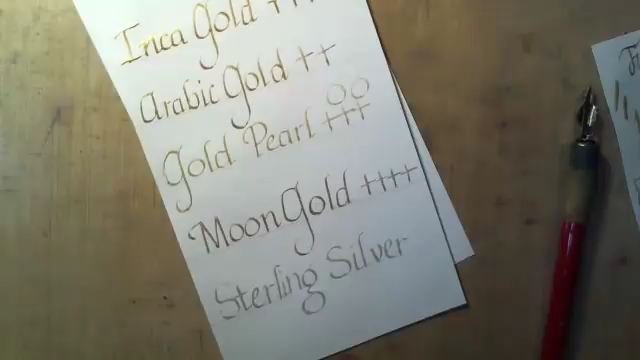 Inca Gold +++
Arabic Gold ++
Gold Pearl +++
Moon Gold ++++
Sterling Silver